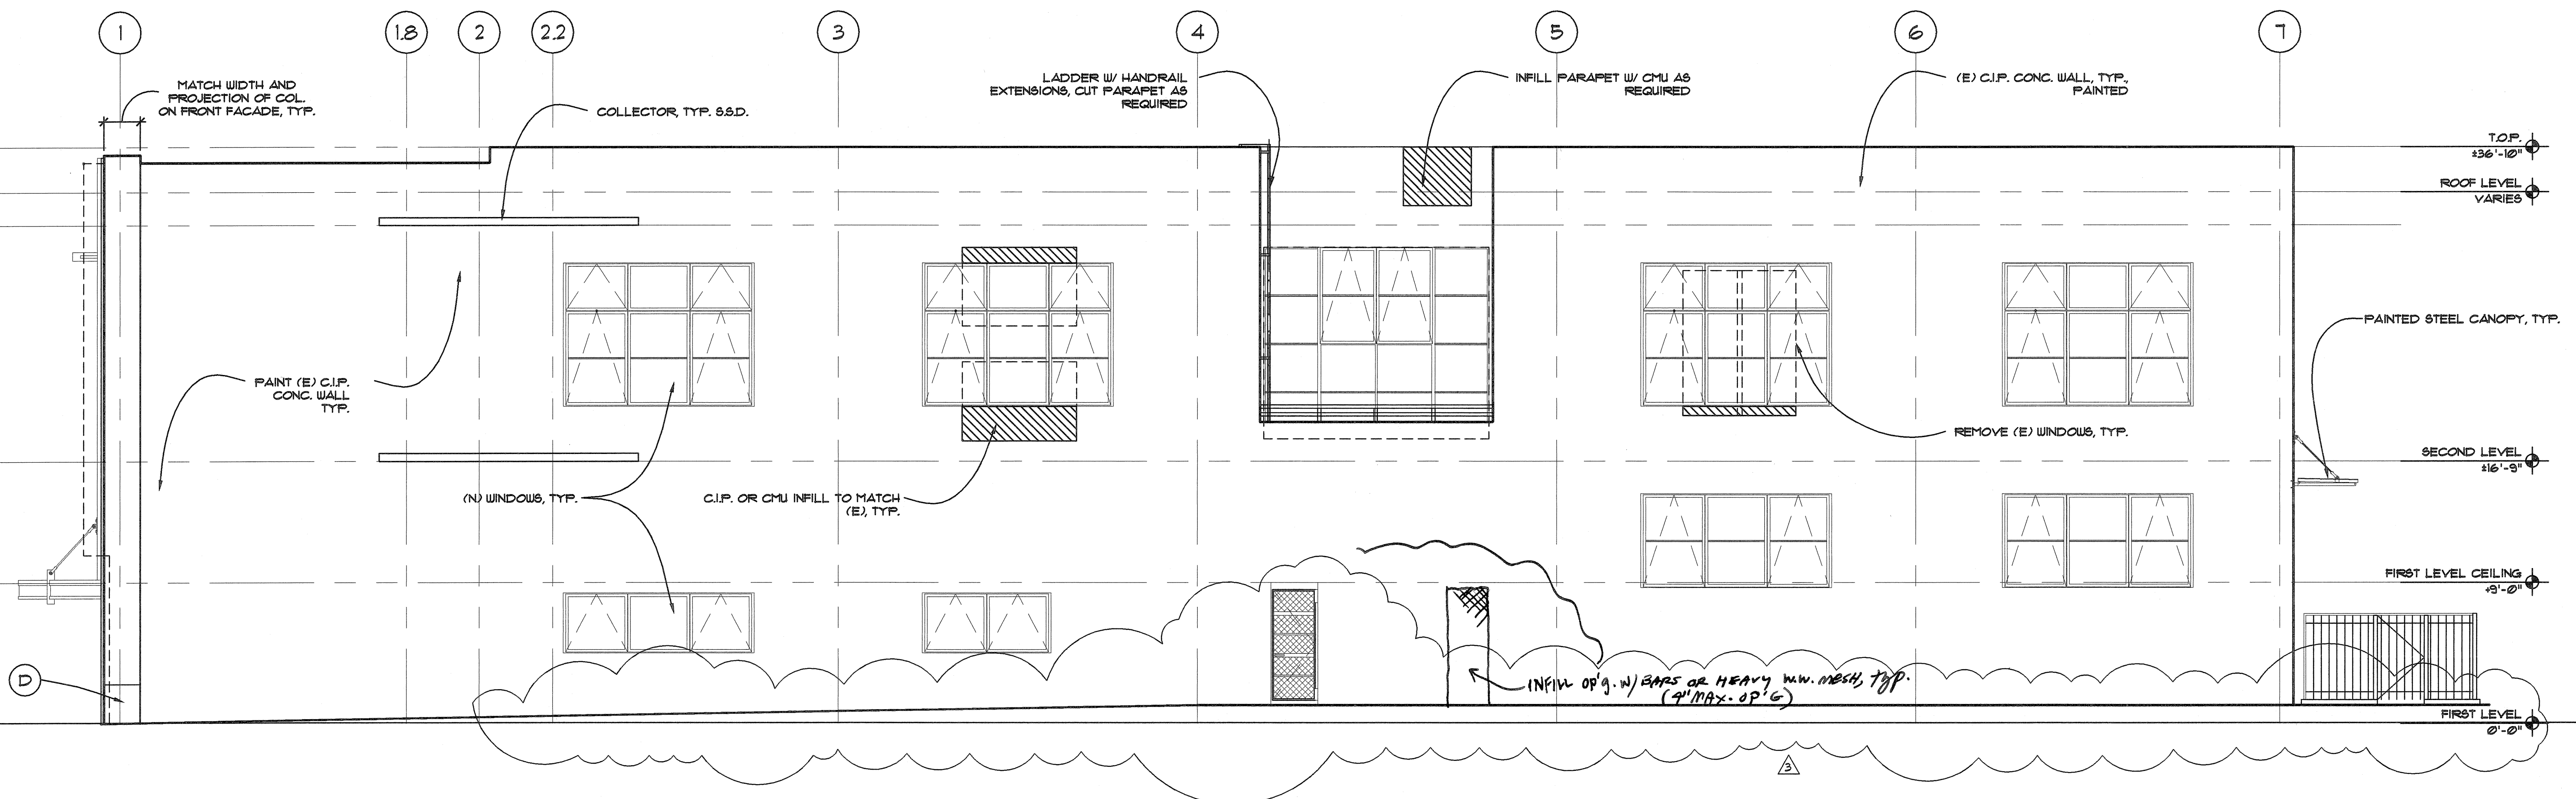 1 1.8 2 2.2 3 4 5 6 7
MATCH WIDTH AND
PROJECTION OF COL.
ON FRONT FACADE, TYP.
COLLECTOR, TYP. S.S.D.
LADDER W/ HANDRAIL
EXTENSIONS, CUT PARAPET AS
REQUIRED
INFILL PARAPET W/ CMU AS
REQUIRED
(E) C.I.P. CONC. WALL, TYP.,
PAINTED
T.O.P.
±36'-10"
ROOF LEVEL
VARIES
PAINTED STEEL CANOPY, TYP.
PAINT (E) C.I.P.
CONC. WALL
TYP.
REMOVE (E) WINDOWS, TYP.
SECOND LEVEL
±16'-9"
(N) WINDOWS, TYP.
C.I.P. OR CMU INFILL TO MATCH
(E), TYP.
FIRST LEVEL CEILING
+9'-0"
D
INFILL OP'G. W/ BARS OR HEAVY W.W. MESH, TYP.
(4" MAX. OP'G)
FIRST LEVEL
0'-0"
3